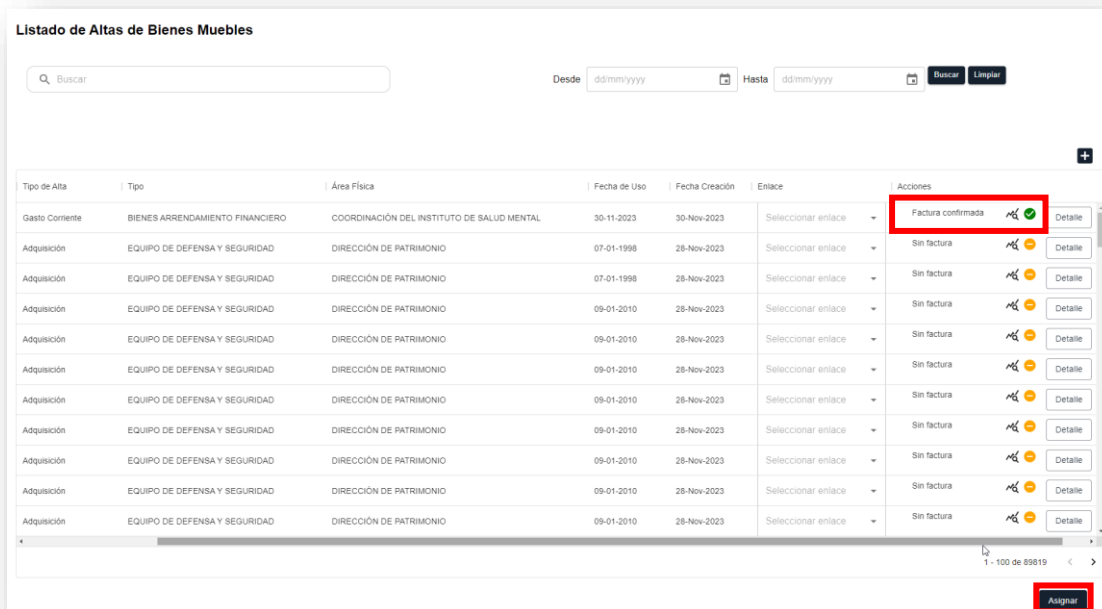 Listado de Altas de Bienes Muebles
Buscar Desde dd/mm/yyyy Hasta dd/mm/yyyy Buscar Limpiar
Tipo de Alta Tipo Área Física Fecha de Uso Fecha Creación Enlace Acciones
Gasto Corriente BIENES ARRENDAMIENTO FINANCIERO COORDINACIÓN DEL INSTITUTO DE SALUD MENTAL 30-11-2023 30-Nov-2023 Seleccionar enlace Factura confirmada Detalle
Adquisición EQUIPO DE DEFENSA Y SEGURIDAD DIRECCIÓN DE PATRIMONIO 07-01-1998 28-Nov-2023 Seleccionar enlace Sin factura Detalle
Adquisición EQUIPO DE DEFENSA Y SEGURIDAD DIRECCIÓN DE PATRIMONIO 07-01-1998 28-Nov-2023 Seleccionar enlace Sin factura Detalle
Adquisición EQUIPO DE DEFENSA Y SEGURIDAD DIRECCIÓN DE PATRIMONIO 09-01-2010 28-Nov-2023 Seleccionar enlace Sin factura Detalle
Adquisición EQUIPO DE DEFENSA Y SEGURIDAD DIRECCIÓN DE PATRIMONIO 09-01-2010 28-Nov-2023 Seleccionar enlace Sin factura Detalle
Adquisición EQUIPO DE DEFENSA Y SEGURIDAD DIRECCIÓN DE PATRIMONIO 09-01-2010 28-Nov-2023 Seleccionar enlace Sin factura Detalle
Adquisición EQUIPO DE DEFENSA Y SEGURIDAD DIRECCIÓN DE PATRIMONIO 09-01-2010 28-Nov-2023 Seleccionar enlace Sin factura Detalle
Adquisición EQUIPO DE DEFENSA Y SEGURIDAD DIRECCIÓN DE PATRIMONIO 09-01-2010 28-Nov-2023 Seleccionar enlace Sin factura Detalle
Adquisición EQUIPO DE DEFENSA Y SEGURIDAD DIRECCIÓN DE PATRIMONIO 09-01-2010 28-Nov-2023 Seleccionar enlace Sin factura Detalle
Adquisición EQUIPO DE DEFENSA Y SEGURIDAD DIRECCIÓN DE PATRIMONIO 09-01-2010 28-Nov-2023 Seleccionar enlace Sin factura Detalle
Adquisición EQUIPO DE DEFENSA Y SEGURIDAD DIRECCIÓN DE PATRIMONIO 09-01-2010 28-Nov-2023 Seleccionar enlace Sin factura Detalle
1 - 100 de 89819
Asignar